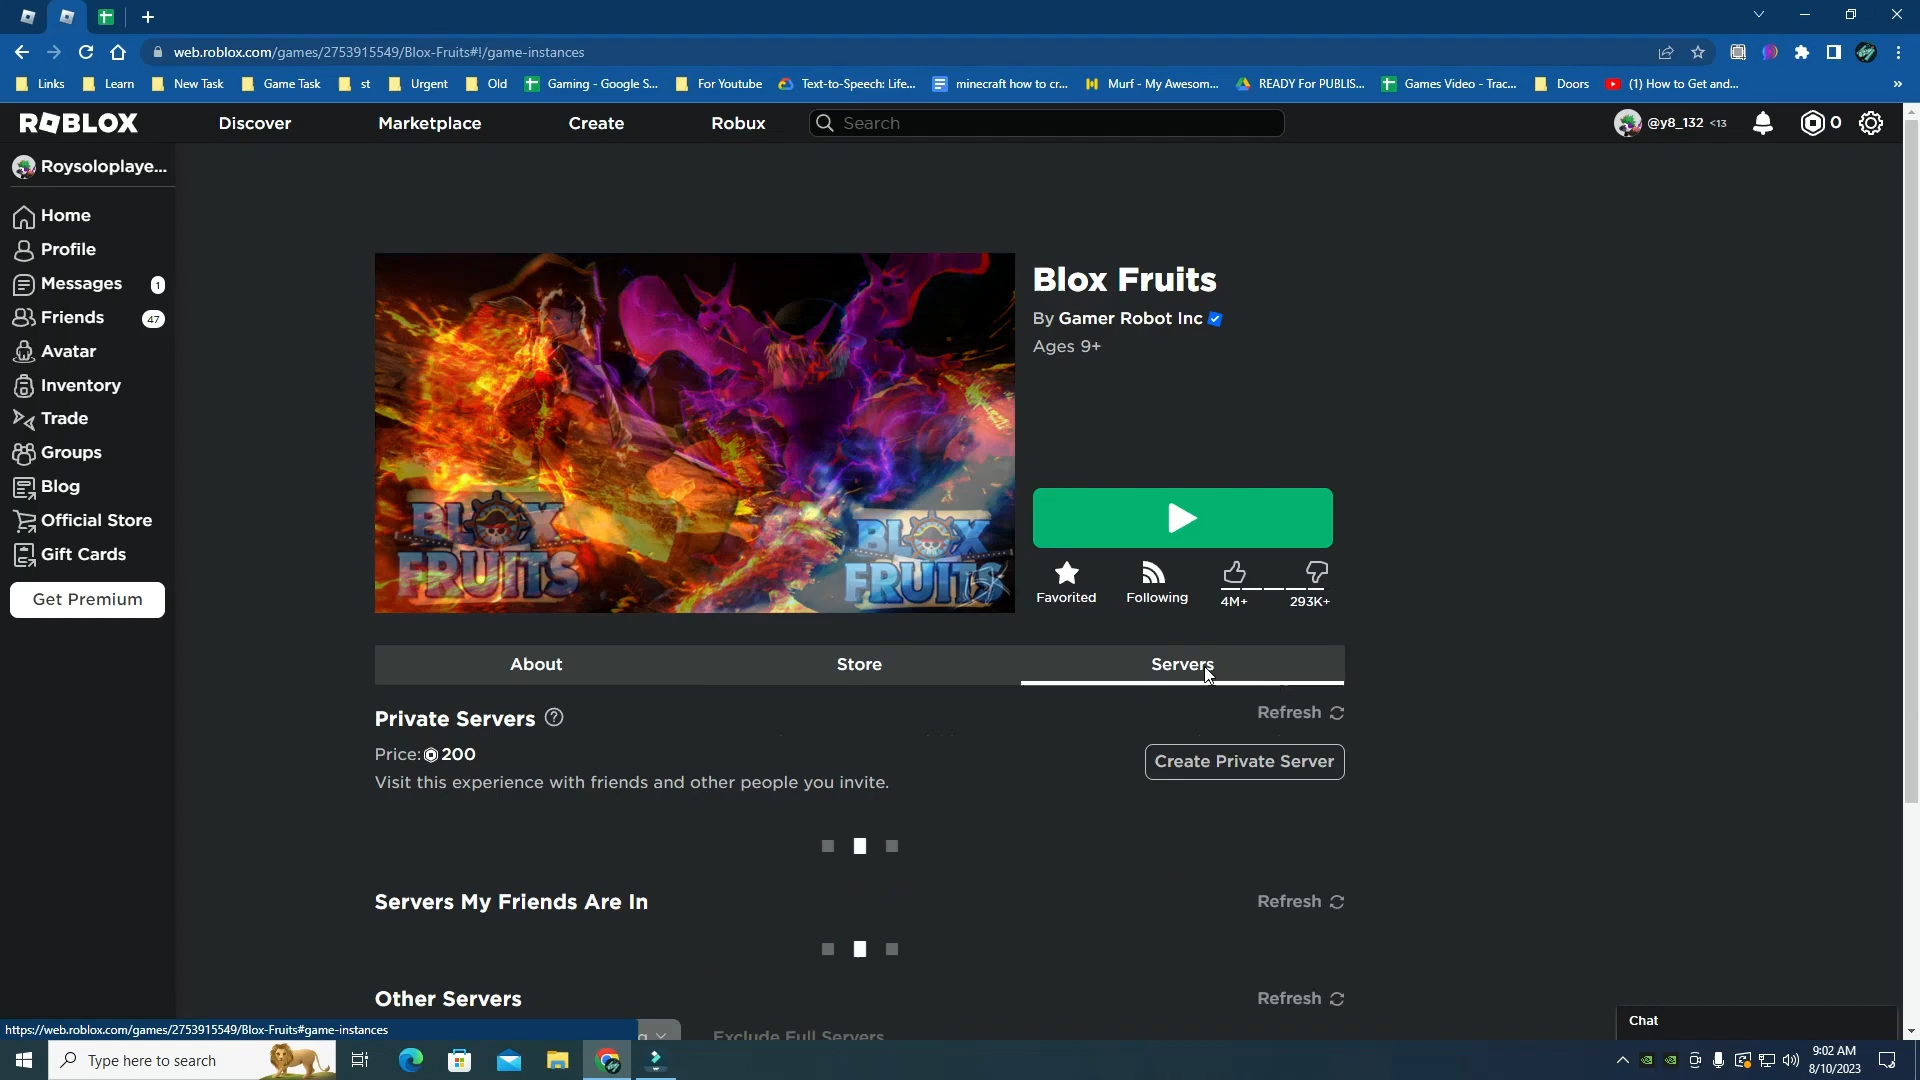 web.roblox.com/games/2753915549/Blox-Fruits#!/game-instances
Links Learn New Task Game Task st Urgent Old Gaming - Google S... For Youtube Text-to-Speech: Life... minecraft how to cr... Murf - My Awesom... READY For PUBLIS... Games Video - Trac... Doors (1) How to Get and... »
ROBLOX Discover Marketplace Create Robux Search @y8_132 <13 0
Roysoloplaye...
Home
Profile
Messages 1
Friends 47
Avatar
Inventory
Trade
Groups
Blog
Official Store
Gift Cards
Get Premium
BLOX FRUITS
BLOX FRUITS
Blox Fruits
By Gamer Robot Inc
Ages 9+
Favorited Following 4M+ 293K+
About Store Servers
Private Servers ? Refresh
Price: 200
Create Private Server
Visit this experience with friends and other people you invite.
Servers My Friends Are In Refresh
Other Servers Refresh
Exclude Full Servers
Chat
https://web.roblox.com/games/2753915549/Blox-Fruits#game-instances
Type here to search
9:02 AM
8/10/2023